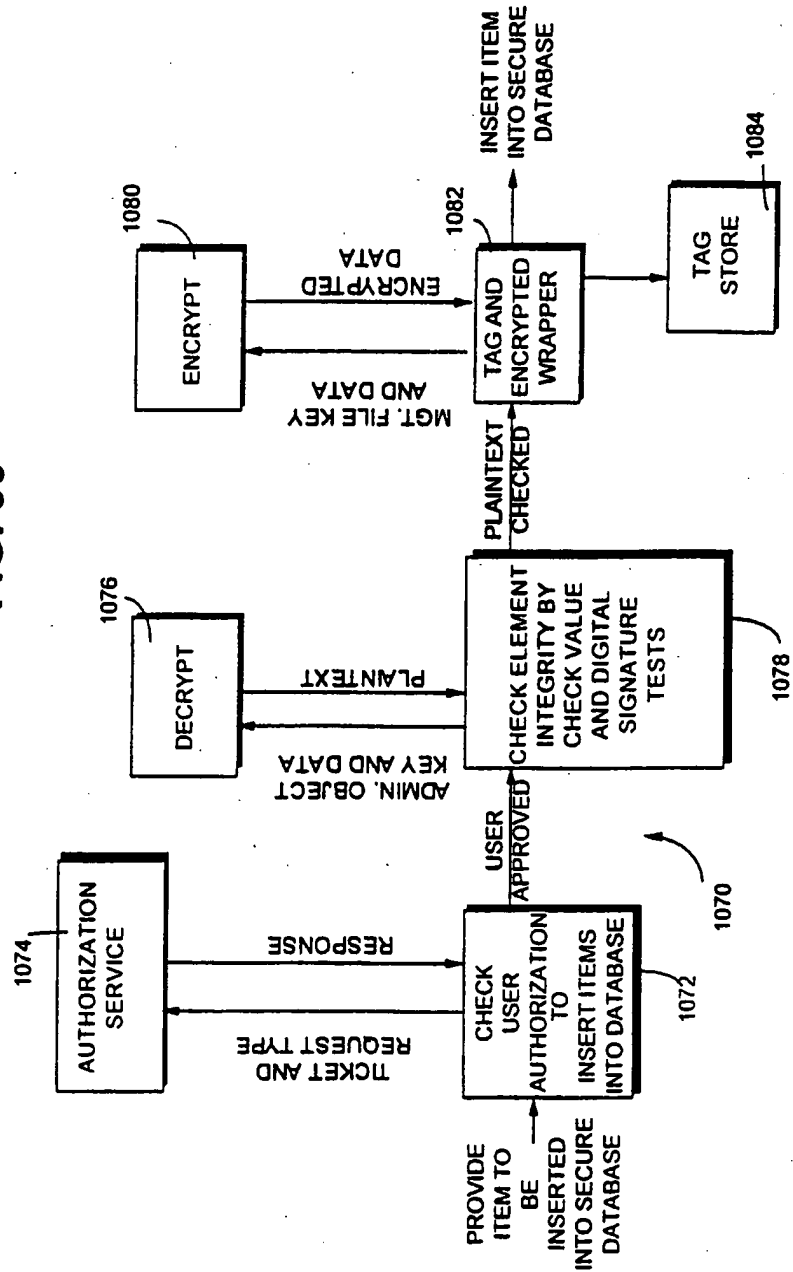 1074
AUTHORIZATION
SERVICE
TICKET AND
REQUEST TYPE
RESPONSE
PROVIDE
ITEM TO
BE
INSERTED
INTO SECURE
DATABASE
CHECK
USER
AUTHORIZATION
TO
INSERT ITEMS
INTO DATABASE
1072
1070
USER
APPROVED
1076
DECRYPT
ADMIN. OBJECT
KEY AND DATA
PLAINTEXT
CHECK ELEMENT
INTEGRITY BY
CHECK VALUE
AND DIGITAL
SIGNATURE
TESTS
1078
PLAINTEXT
CHECKED
1080
ENCRYPT
MGT. FILE KEY
AND DATA
ENCRYPTED
DATA
1082
TAG AND
ENCRYPTED
WRAPPER
INSERT ITEM
INTO SECURE
DATABASE
TAG
STORE
1084